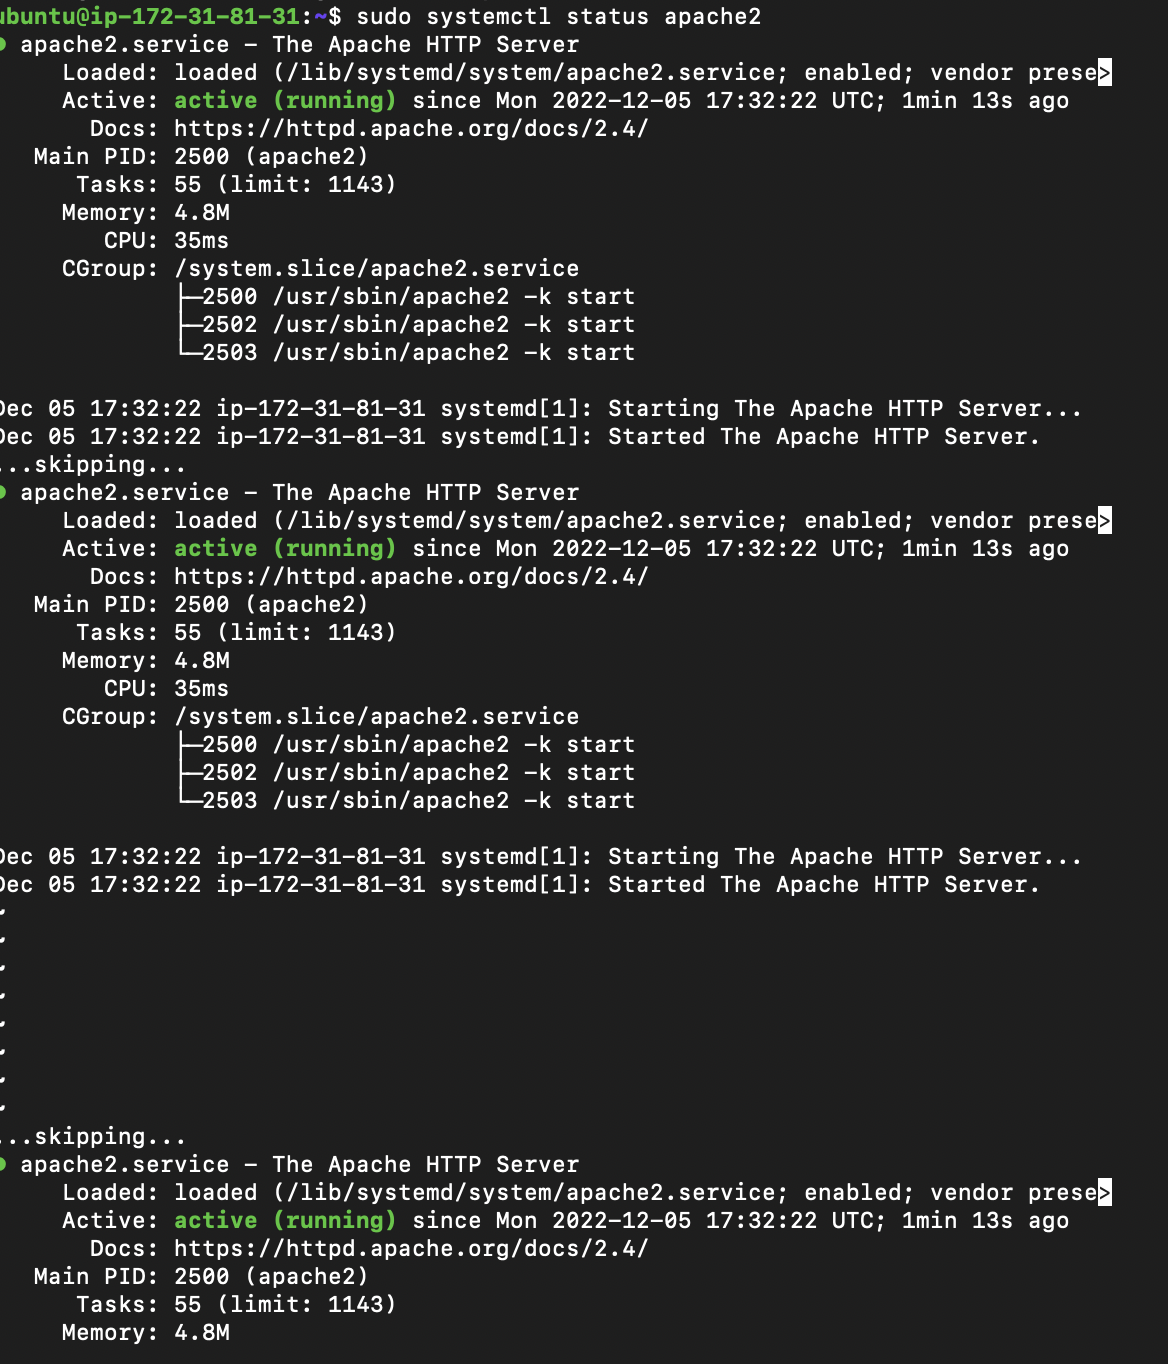 ubuntu@ip-172-31-81-31:~$ sudo systemctl status apache2
● apache2.service - The Apache HTTP Server
     Loaded: loaded (/lib/systemd/system/apache2.service; enabled; vendor prese>
     Active: active (running) since Mon 2022-12-05 17:32:22 UTC; 1min 13s ago
       Docs: https://httpd.apache.org/docs/2.4/
   Main PID: 2500 (apache2)
      Tasks: 55 (limit: 1143)
     Memory: 4.8M
        CPU: 35ms
     CGroup: /system.slice/apache2.service
             ├─2500 /usr/sbin/apache2 -k start
             ├─2502 /usr/sbin/apache2 -k start
             └─2503 /usr/sbin/apache2 -k start

Dec 05 17:32:22 ip-172-31-81-31 systemd[1]: Starting The Apache HTTP Server...
Dec 05 17:32:22 ip-172-31-81-31 systemd[1]: Started The Apache HTTP Server.
...skipping...
● apache2.service - The Apache HTTP Server
     Loaded: loaded (/lib/systemd/system/apache2.service; enabled; vendor prese>
     Active: active (running) since Mon 2022-12-05 17:32:22 UTC; 1min 13s ago
       Docs: https://httpd.apache.org/docs/2.4/
   Main PID: 2500 (apache2)
      Tasks: 55 (limit: 1143)
     Memory: 4.8M
        CPU: 35ms
     CGroup: /system.slice/apache2.service
             ├─2500 /usr/sbin/apache2 -k start
             ├─2502 /usr/sbin/apache2 -k start
             └─2503 /usr/sbin/apache2 -k start

Dec 05 17:32:22 ip-172-31-81-31 systemd[1]: Starting The Apache HTTP Server...
Dec 05 17:32:22 ip-172-31-81-31 systemd[1]: Started The Apache HTTP Server.
~
~
~
~
~
~
~
~
...skipping...
● apache2.service - The Apache HTTP Server
     Loaded: loaded (/lib/systemd/system/apache2.service; enabled; vendor prese>
     Active: active (running) since Mon 2022-12-05 17:32:22 UTC; 1min 13s ago
       Docs: https://httpd.apache.org/docs/2.4/
   Main PID: 2500 (apache2)
      Tasks: 55 (limit: 1143)
     Memory: 4.8M